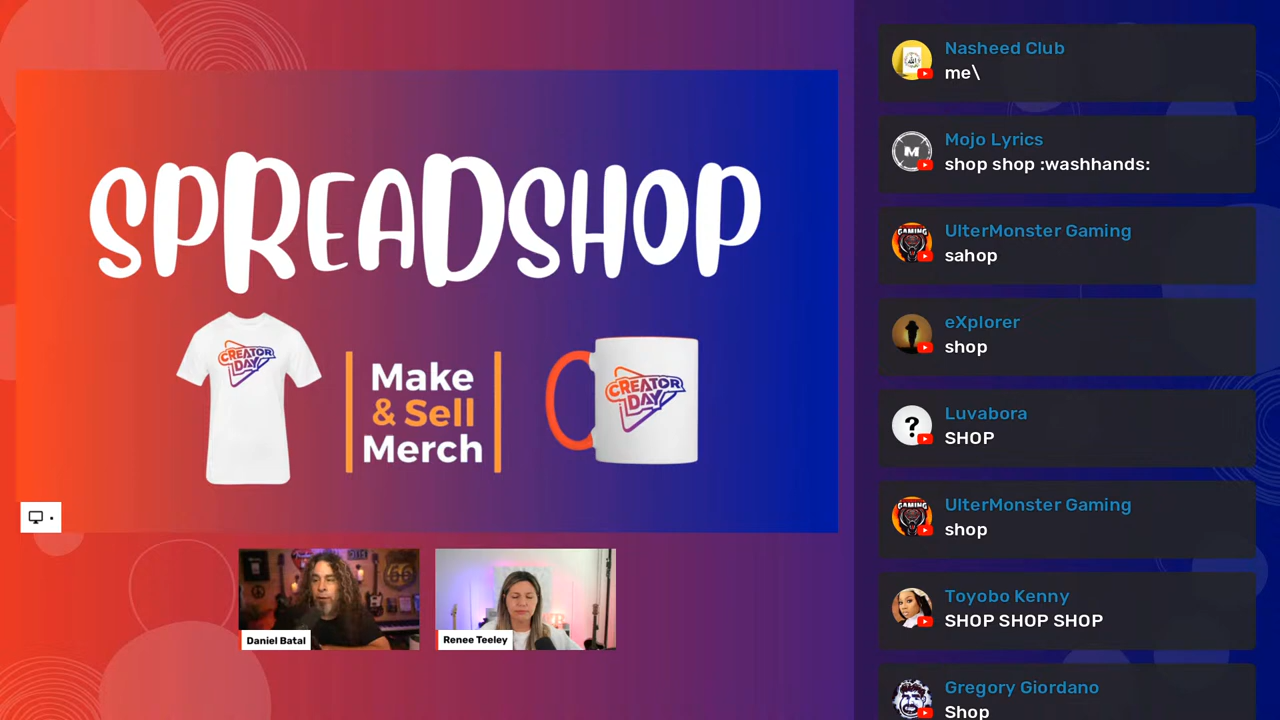 SPREADSHOP
CREATOR
DAY
Make
& Sell
Merch
CREATOR
DAY
Daniel Batal
Renee Teeley
Nasheed Club
me\
M
Mojo Lyrics
shop shop :washhands:
GAMING
UlterMonster Gaming
sahop
eXplorer
shop
?
Luvabora
SHOP
GAMING
UlterMonster Gaming
shop
Toyobo Kenny
SHOP SHOP SHOP
Gregory Giordano
Shop